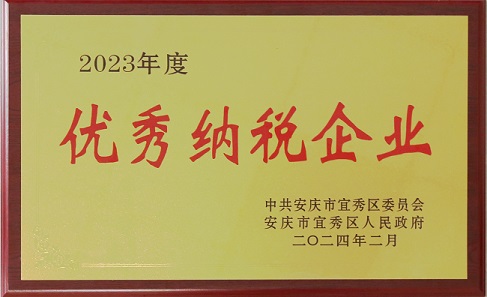 2023年度
优秀纳税企业
中共安庆市宜秀区委员会
安庆市宜秀区人民政府
二〇二四年二月